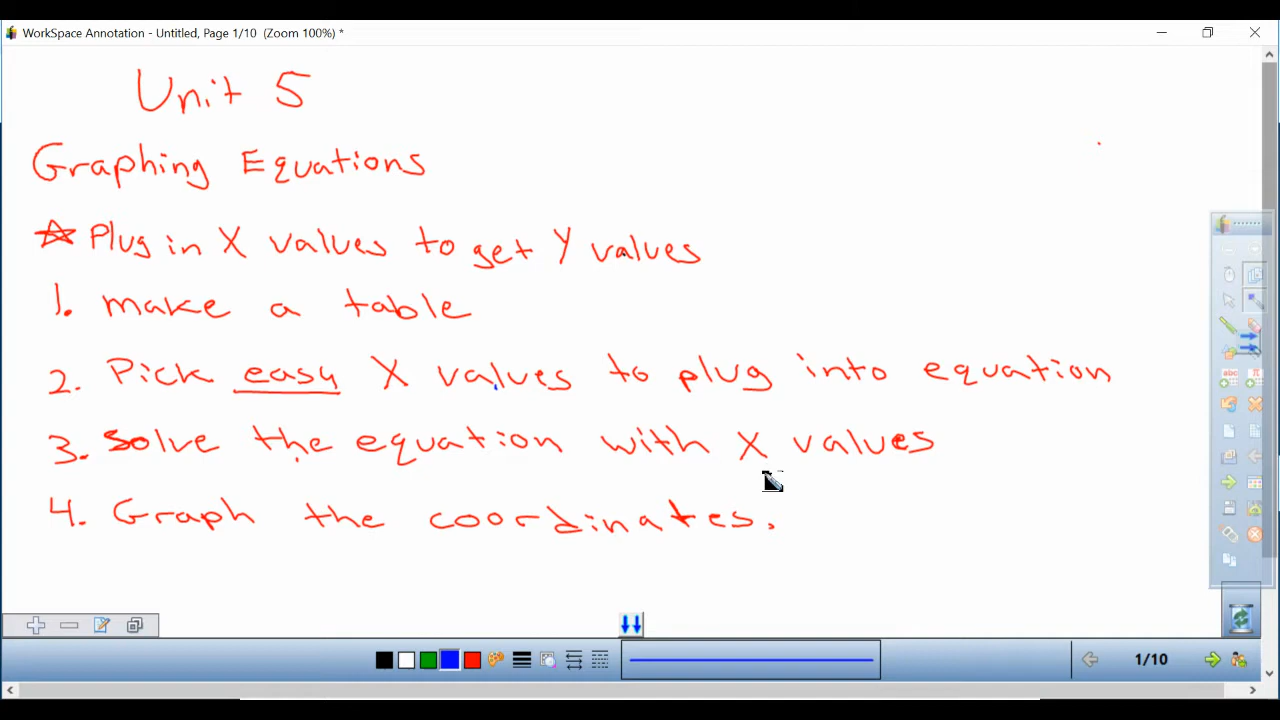 WorkSpace Annotation - Untitled, Page 1/10 (Zoom 100%) *
Unit 5
Graphing Equations
Plug in X values to get Y values
1. make a table
2. Pick easy X values to plug into equation
3. Solve the equation with X values
4. Graph the coordinates.
abc
1/10